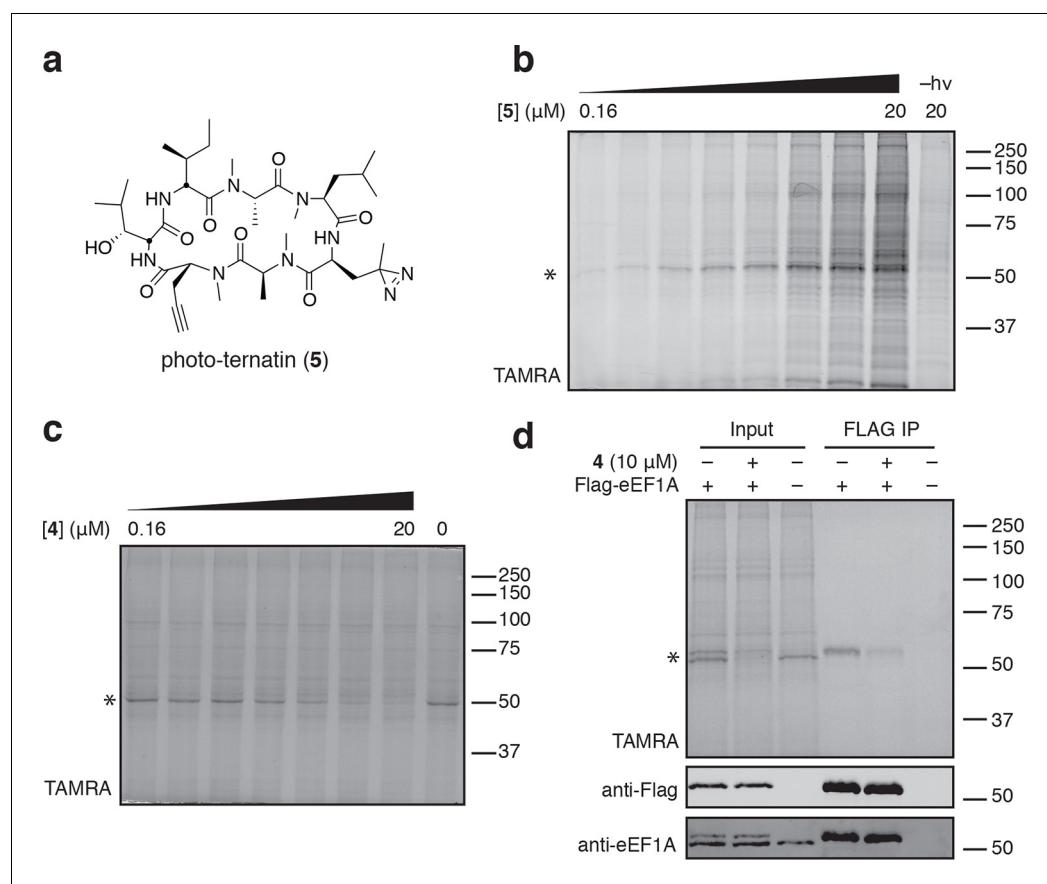 a
HN
O
N
O
N
O
HO
O
HN
O
HN
O
N
O
N
O
N
N
photo-ternatin (5)
b
–hν
[5] (μM) 0.16 20 20
250
150
100
75
*
50
37
TAMRA
c
[4] (μM) 0.16 20 0
250
150
100
75
*
50
37
TAMRA
d
Input FLAG IP
4 (10 μM) – + – – + –
Flag-eEF1A + + – + + –
250
150
100
75
*
50
37
TAMRA
anti-Flag 50
anti-eEF1A 50